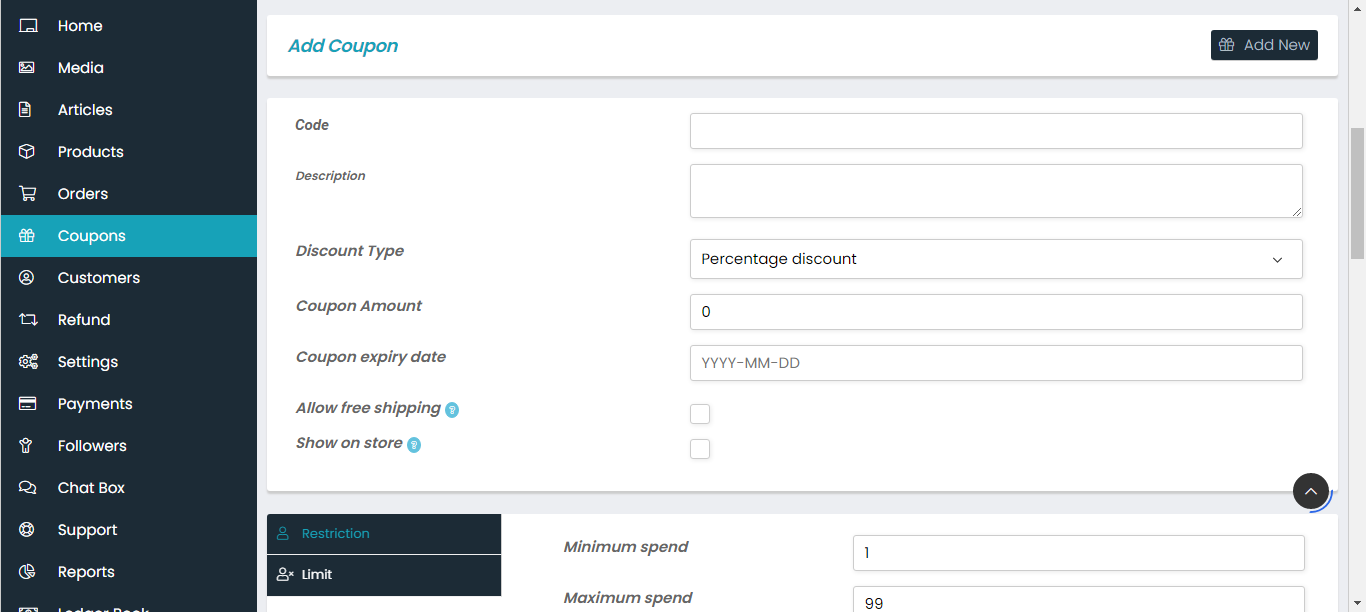 Home
Media
Articles
Products
Orders
Coupons
Customers
Refund
Settings
Payments
Followers
Chat Box
Support
Reports
Ledger Book
Add Coupon
Add New
Code
Description
Discount Type
Percentage discount
Coupon Amount
0
Coupon expiry date
YYYY-MM-DD
Allow free shipping ?
Show on store ?
Restriction
Limit
Minimum spend
1
Maximum spend
99